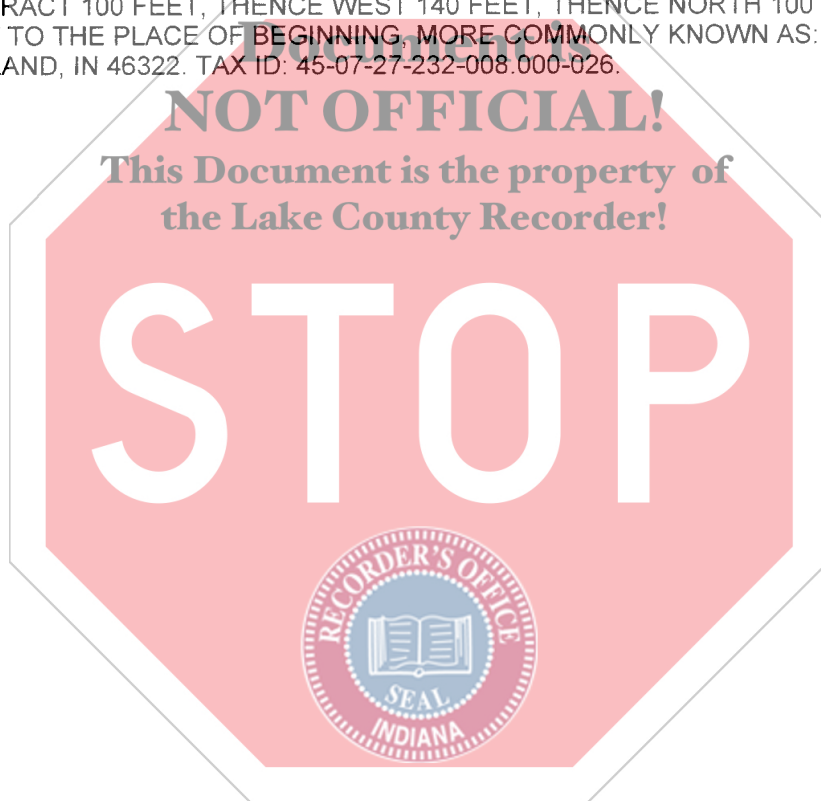 RACT 100 FEET, THENCE WEST 140 FEET, THENCE NORTH 100
TO THE PLACE OF BEGINNING, MORE COMMONLY KNOWN AS:
AND, IN 46322. TAX ID: 45-07-27-232-008.000-026.
Document is
NOT OFFICIAL!
This Document is the property of
the Lake County Recorder!
STOP
RECORDER'S OFFICE
SEAL
INDIANA